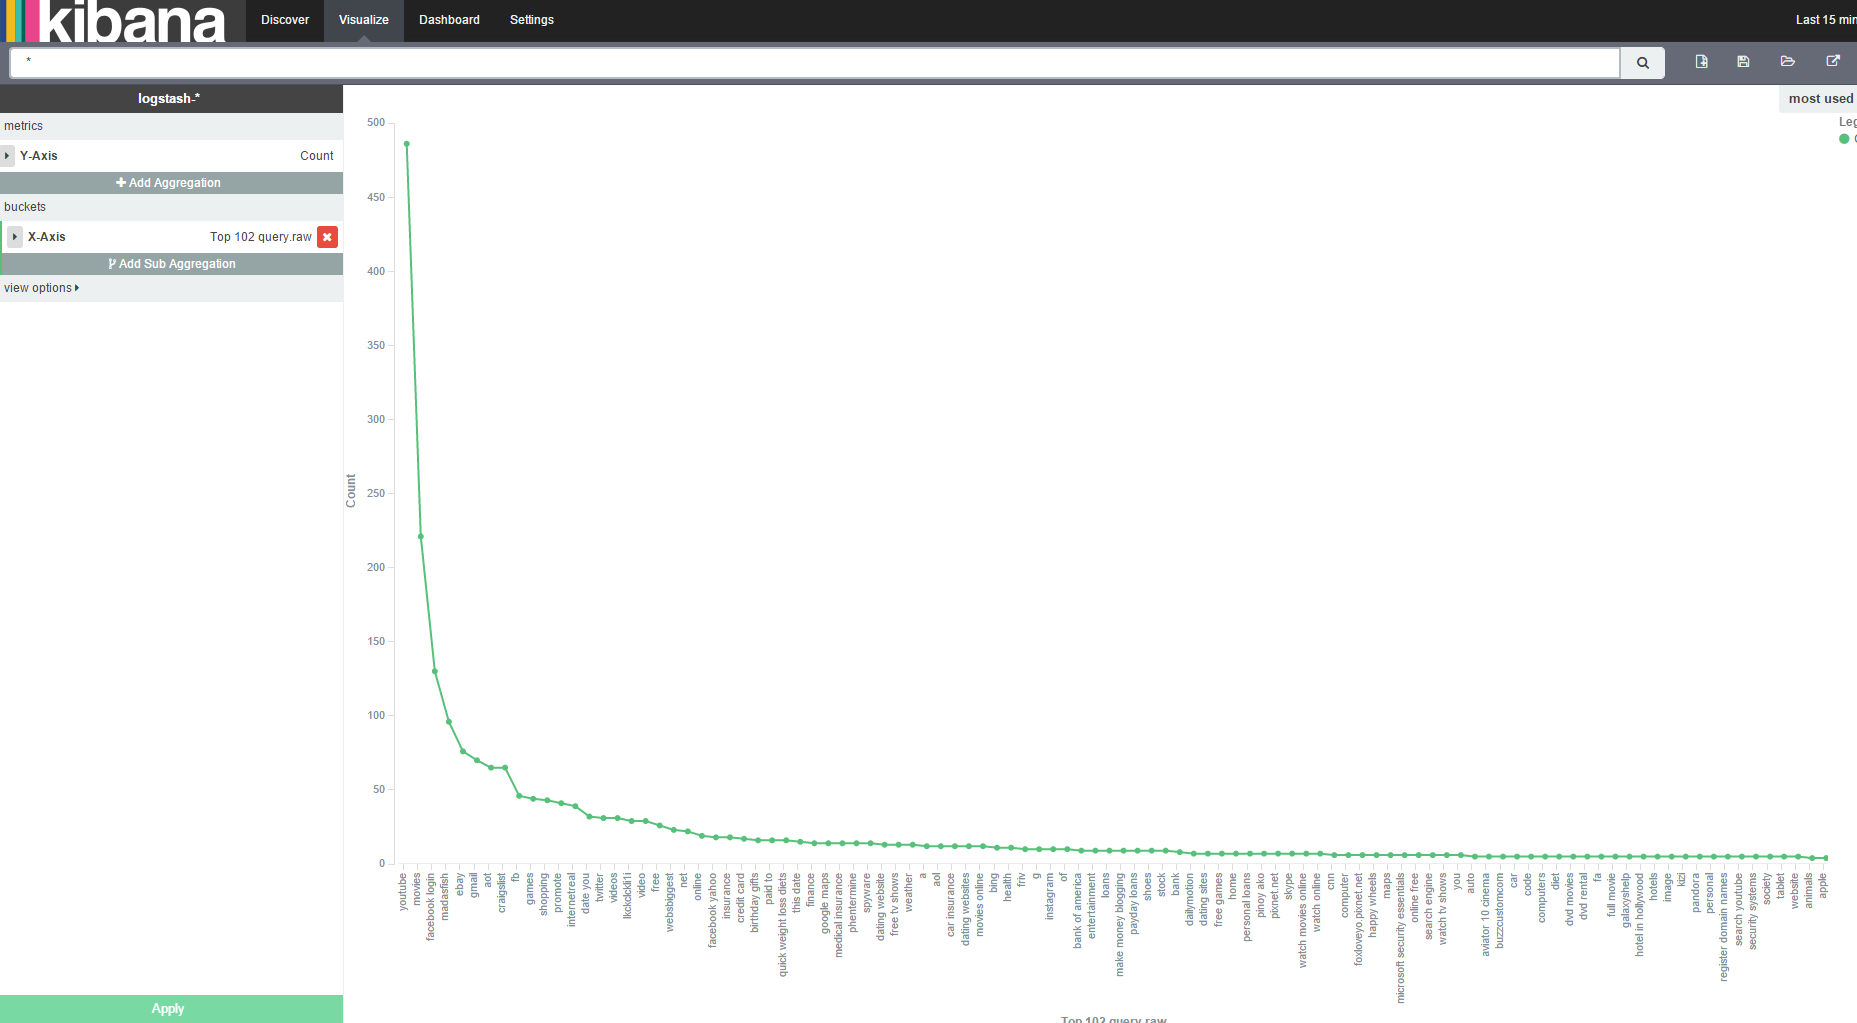 kibana
Discover
Visualize
Dashboard
Settings
Last 15 min
*
logstash-*
metrics
Y-Axis
Count
Add Aggregation
buckets
X-Axis
Top 102 query.raw
Add Sub Aggregation
view options
Apply
most used
Leg
500
450
400
350
300
250
200
150
100
50
0
Count
youtube
movies
facebook login
madasfish
ebay
gmail
aot
craigslist
fb
games
shopping
promote
internetreal
date you
twitter
videos
video
free
websbiggest
net
online
facebook yahoo
insurance
credit card
birthday gifts
paid to
quick weight loss diets
this date
finance
google maps
medical insurance
phentermine
spyware
dating website
free tv shows
weather
a
aol
car insurance
dating websites
movies online
bing
health
friv
g
instagram
of
bank of america
entertainment
loans
make money blogging
payday loans
shoes
stock
bank
dailymotion
dating sites
free games
home
personal loans
pinoy ako
pixnet.net
skype
watch movies online
watch online
cnn
computer
foxloveyo.pixnet.net
happy wheels
maps
microsoft security essentials
online free
search engine
watch tv shows
you
auto
aviator 10 cinema
buzzcustomcom
car
code
computers
diet
dvd movies
dvd rental
fa
full movie
galaxyshelp
hotel in hollywood
hotels
image
kizi
pandora
personal
register domain names
search youtube
security systems
society
tablet
website
animals
apple
Top 102 query.raw